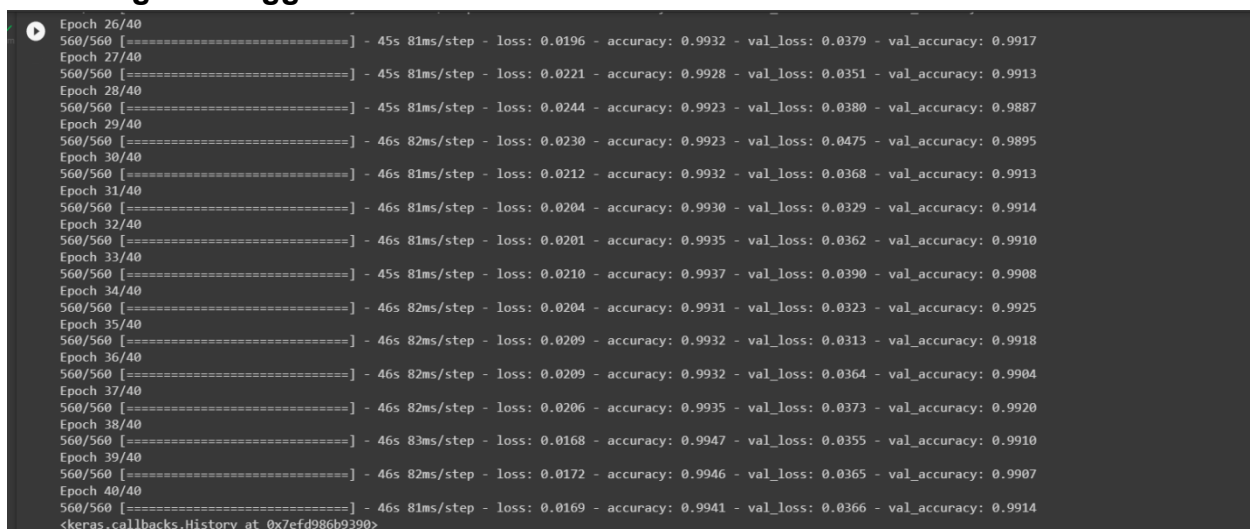 Epoch 26/40
560/560 [==============================] - 45s 81ms/step - loss: 0.0196 - accuracy: 0.9932 - val_loss: 0.0379 - val_accuracy: 0.9917
Epoch 27/40
560/560 [==============================] - 45s 81ms/step - loss: 0.0221 - accuracy: 0.9928 - val_loss: 0.0351 - val_accuracy: 0.9913
Epoch 28/40
560/560 [==============================] - 45s 81ms/step - loss: 0.0244 - accuracy: 0.9923 - val_loss: 0.0380 - val_accuracy: 0.9887
Epoch 29/40
560/560 [==============================] - 46s 82ms/step - loss: 0.0230 - accuracy: 0.9923 - val_loss: 0.0475 - val_accuracy: 0.9895
Epoch 30/40
560/560 [==============================] - 46s 81ms/step - loss: 0.0212 - accuracy: 0.9932 - val_loss: 0.0368 - val_accuracy: 0.9913
Epoch 31/40
560/560 [==============================] - 46s 81ms/step - loss: 0.0204 - accuracy: 0.9930 - val_loss: 0.0329 - val_accuracy: 0.9914
Epoch 32/40
560/560 [==============================] - 46s 81ms/step - loss: 0.0201 - accuracy: 0.9935 - val_loss: 0.0362 - val_accuracy: 0.9910
Epoch 33/40
560/560 [==============================] - 45s 81ms/step - loss: 0.0210 - accuracy: 0.9937 - val_loss: 0.0390 - val_accuracy: 0.9908
Epoch 34/40
560/560 [==============================] - 46s 82ms/step - loss: 0.0204 - accuracy: 0.9931 - val_loss: 0.0323 - val_accuracy: 0.9925
Epoch 35/40
560/560 [==============================] - 46s 82ms/step - loss: 0.0209 - accuracy: 0.9932 - val_loss: 0.0313 - val_accuracy: 0.9918
Epoch 36/40
560/560 [==============================] - 46s 82ms/step - loss: 0.0209 - accuracy: 0.9932 - val_loss: 0.0364 - val_accuracy: 0.9904
Epoch 37/40
560/560 [==============================] - 46s 82ms/step - loss: 0.0206 - accuracy: 0.9935 - val_loss: 0.0373 - val_accuracy: 0.9920
Epoch 38/40
560/560 [==============================] - 46s 83ms/step - loss: 0.0168 - accuracy: 0.9947 - val_loss: 0.0355 - val_accuracy: 0.9910
Epoch 39/40
560/560 [==============================] - 46s 82ms/step - loss: 0.0172 - accuracy: 0.9946 - val_loss: 0.0365 - val_accuracy: 0.9907
Epoch 40/40
560/560 [==============================] - 46s 81ms/step - loss: 0.0169 - accuracy: 0.9941 - val_loss: 0.0366 - val_accuracy: 0.9914
<keras.callbacks.History at 0x7efd986b9390>